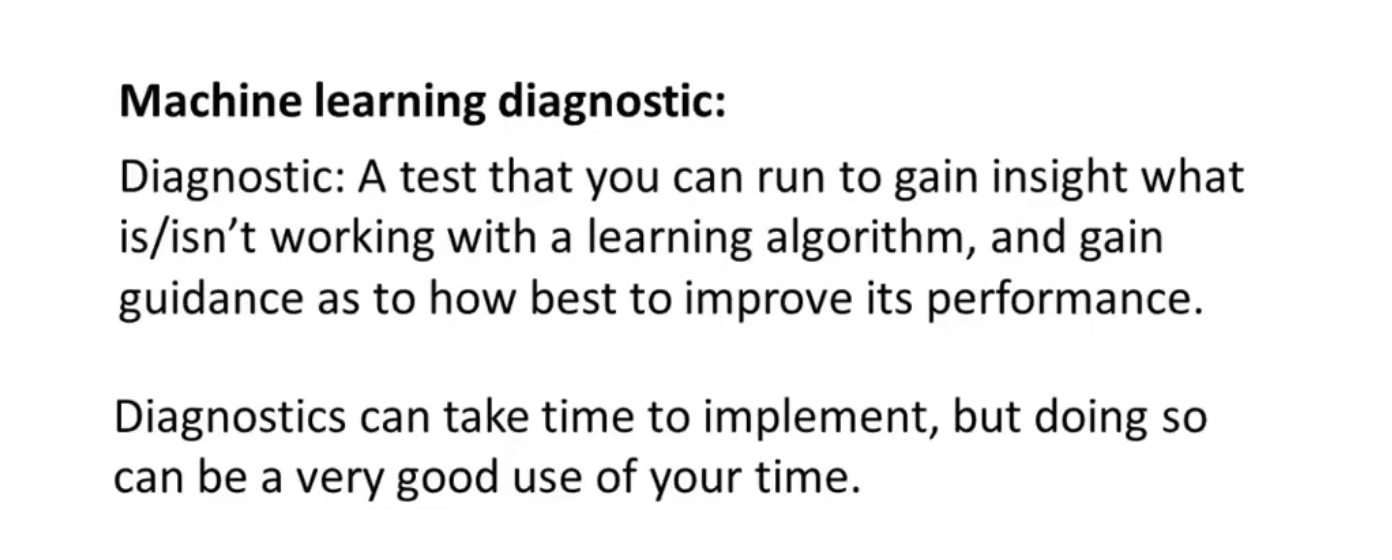 Machine learning diagnostic:
Diagnostic: A test that you can run to gain insight what
is/isn’t working with a learning algorithm, and gain
guidance as to how best to improve its performance.
Diagnostics can take time to implement, but doing so
can be a very good use of your time.